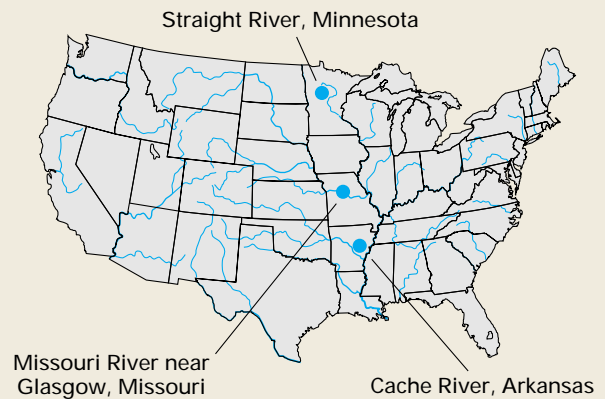 Straight River, Minnesota
Missouri River near
Glasgow, Missouri
Cache River, Arkansas